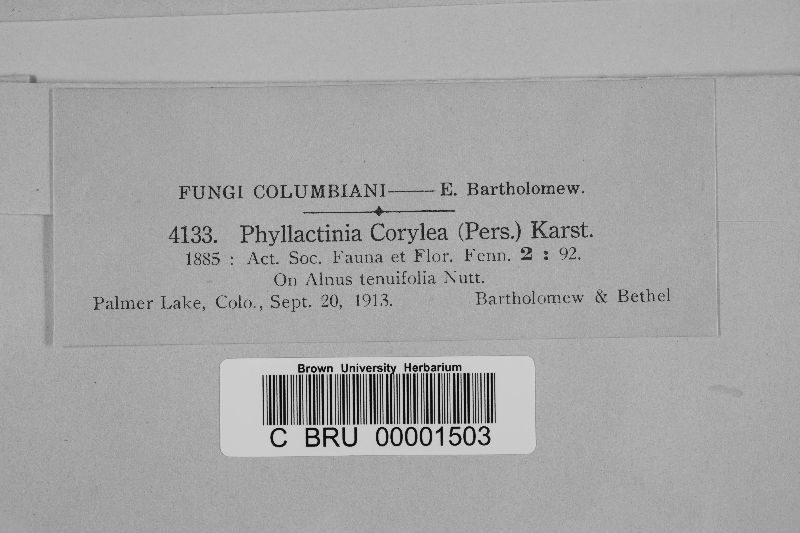 FUNGI COLUMBIANI—— E. Bartholomew.
4133. Phyllactinia Corylea (Pers.) Karst.
1885 : Act. Soc. Fauna et Flor. Fenn. 2 : 92.
On Alnus tenuifolia Nutt.
Palmer Lake, Colo., Sept. 20, 1913. Bartholomew & Bethel
Brown University Herbarium
C BRU 00001503